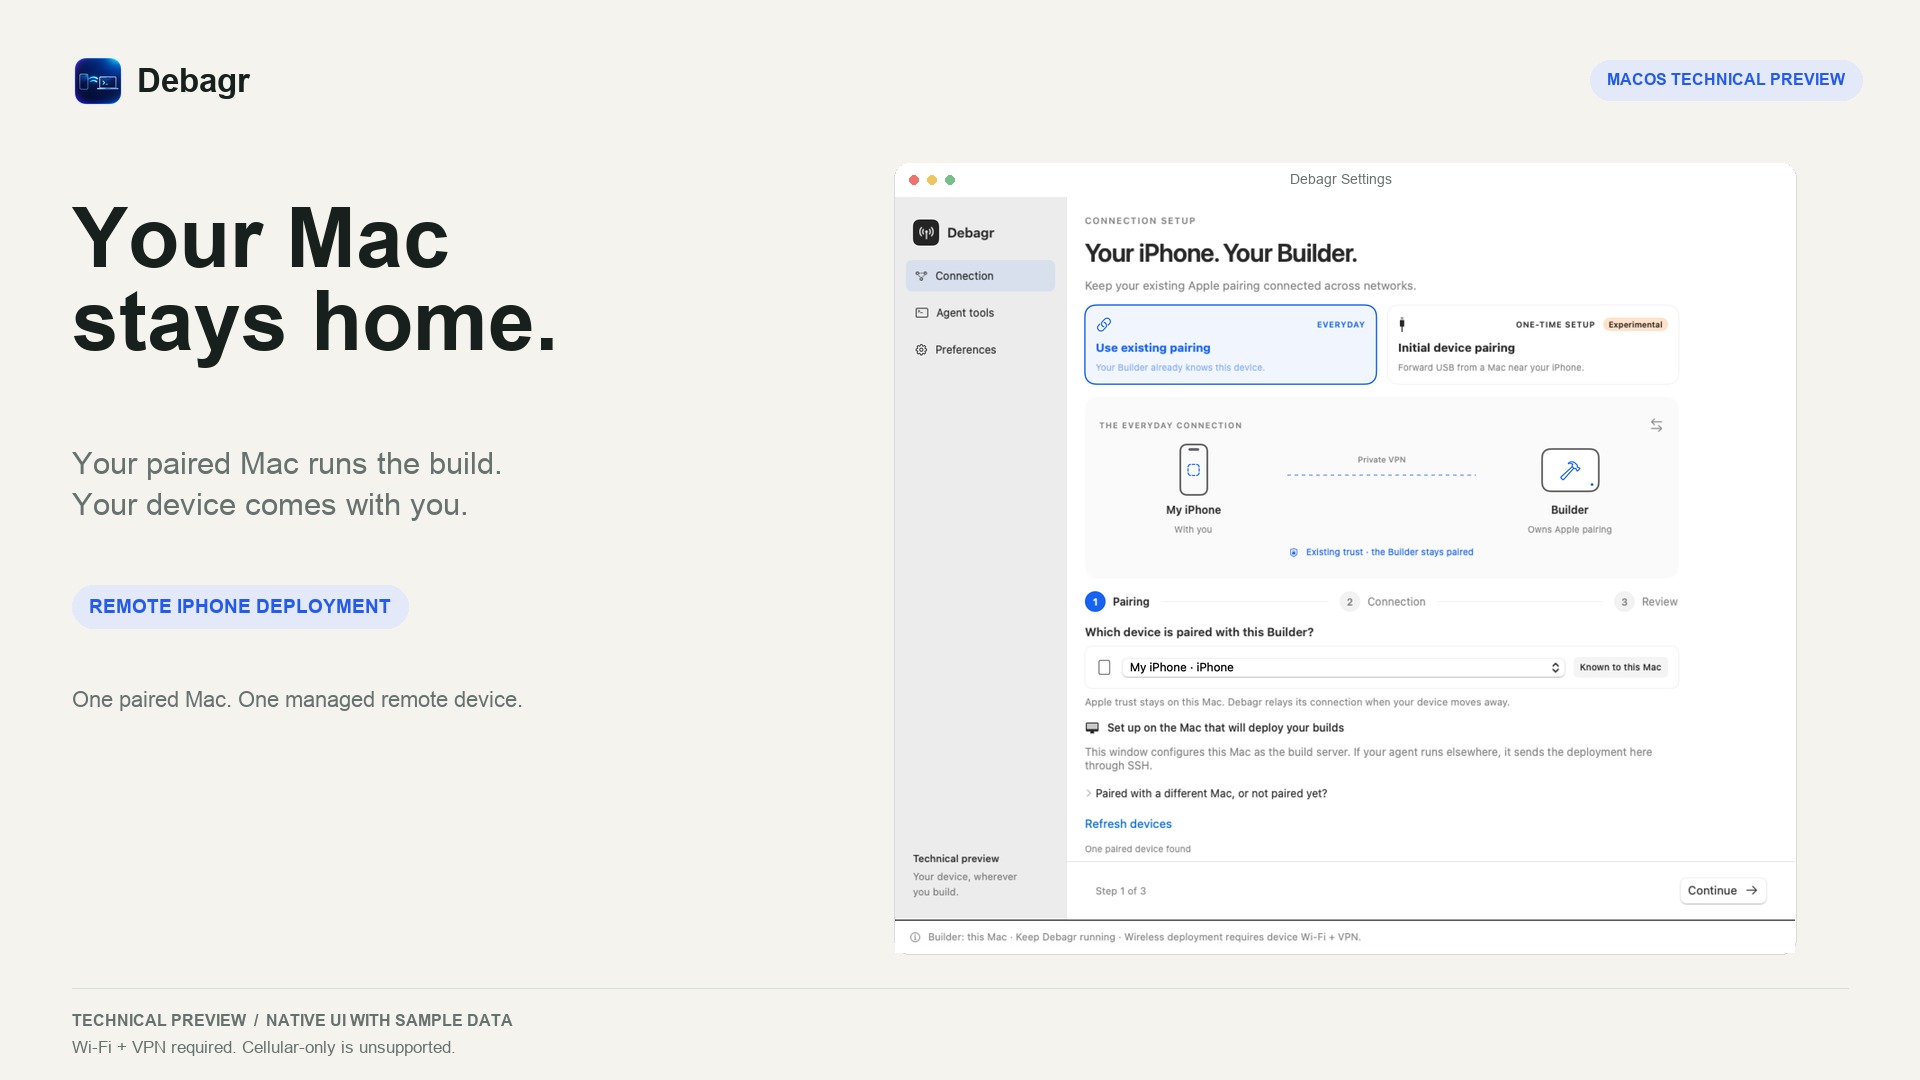 Debagr
MACOS TECHNICAL PREVIEW
Your Mac
stays home.
Your paired Mac runs the build.
Your device comes with you.
REMOTE IPHONE DEPLOYMENT
One paired Mac. One managed remote device.
Debagr Settings
Debagr
Connection
Agent tools
Preferences
Technical preview
Your device, wherever
you build.
CONNECTION SETUP
Your iPhone. Your Builder.
Keep your existing Apple pairing connected across networks.
EVERYDAY
Use existing pairing
Your Builder already knows this device.
ONE-TIME SETUP Experimental
Initial device pairing
Forward USB from a Mac near your iPhone.
THE EVERYDAY CONNECTION
Private VPN
My iPhone
With you
Builder
Owns Apple pairing
Existing trust · the Builder stays paired
1 Pairing
2 Connection
3 Review
Which device is paired with this Builder?
My iPhone · iPhone
Known to this Mac
Apple trust stays on this Mac. Debagr relays its connection when your device moves away.
Set up on the Mac that will deploy your builds
This window configures this Mac as the build server. If your agent runs elsewhere, it sends the deployment here
through SSH.
Paired with a different Mac, or not paired yet?
Refresh devices
One paired device found
Step 1 of 3
Continue
Builder: this Mac · Keep Debagr running · Wireless deployment requires device Wi-Fi + VPN.
TECHNICAL PREVIEW / NATIVE UI WITH SAMPLE DATA
Wi-Fi + VPN required. Cellular-only is unsupported.